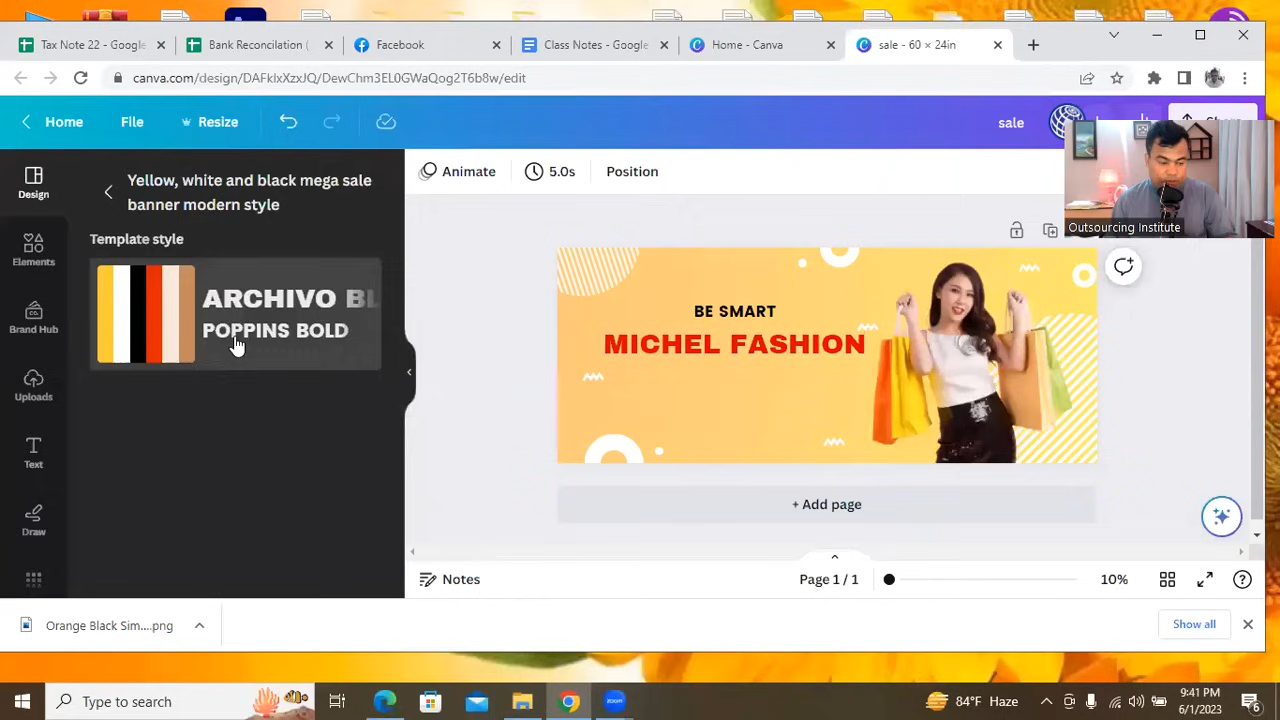 Tax Note 22 - Google
Bank Reconcilation (
Facebook
Class Notes - Google
Home - Canva
sale - 60 × 24in
canva.com/design/DAFklxXzxJQ/DewChm3EL0GWaQog2T6b8w/edit
Home
File
Resize
sale
Design
Elements
Brand Hub
Uploads
Text
Draw
Yellow, white and black mega sale
banner modern style
Template style
ARCHIVO BL
POPPINS BOLD
Animate
5.0s
Position
Outsourcing Institute
BE SMART
MICHEL FASHION
+ Add page
Notes
Page 1 / 1
10%
Orange Black Sim....png
Show all
Type here to search
84°F Haze
9:41 PM
6/1/2023
6